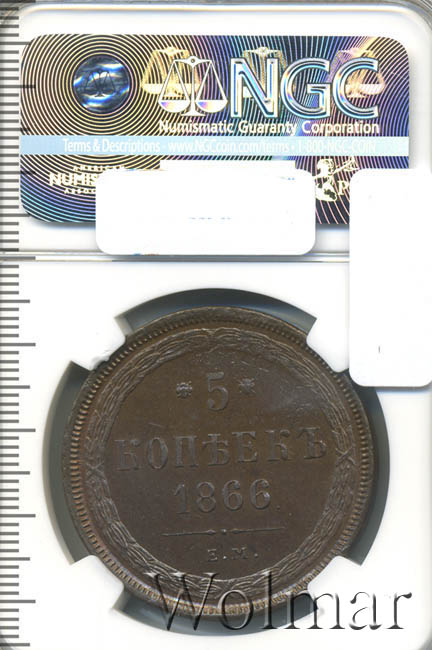 NGC
Numismatic Guaranty Corporation
Terms & Descriptions • www.NGCcoin.com/terms • 1-800-NGC-COIN
* 5 *
КОПѢЕКЪ
1866
Е.М.
Wolmar